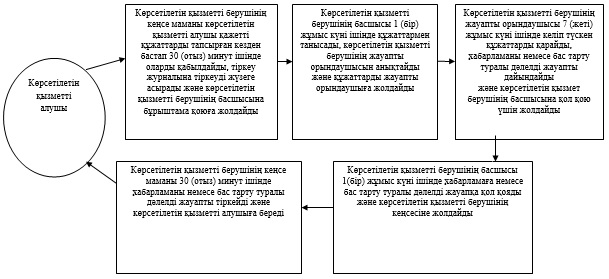 Көрсетілетін
қызметті
алушы
Көрсетілетін қызметті берушінің
кеңсе маманы көрсетілетін
қызметті алушы қажетті
құжаттарды тапсырған кезден
бастап 30 (отыз) минут ішінде
оларды қабылдайды, тіркеу
журналына тіркеуді жүзеге
асырады және көрсетілетін
қызметті берушінің басшысына
бұрыштама қоюға жолдайды
Көрсетілетін қызметті
берушінің басшысы 1 (бір)
жұмыс күні ішінде құжаттармен
танысады, көрсетілетін қызметті
берушінің жауапты
орындаушысын анықтайды
және құжаттарды жауапты
орындаушыға жолдайды
Көрсетілетін қызметті берушінің
жауапты орындаушысы 7 (жеті)
жұмыс күні ішінде келіп түскен
құжаттарды қарайды,
хабарламаны немесе бас тарту
туралы дәлелді жауапты
дайындайды
және көрсетілетін қызмет
берушінің басшысына қол қою
үшін жолдайды
Көрсетілетін қызметті берушінің басшысы
1(бір) жұмыс күні ішінде хабарламаға немесе
бас тарту туралы дәлелді жауапқа қол қояды
және көрсетілетін қызметті берушінің
кеңсесіне жолдайды
Көрсетілетін қызметті берушінің кеңсе
маманы 30 (отыз) минут ішінде
хабарламаны немесе бас тарту туралы
дәлелді жауапты тіркейді және
көрсетілетін қызметті алушыға береді